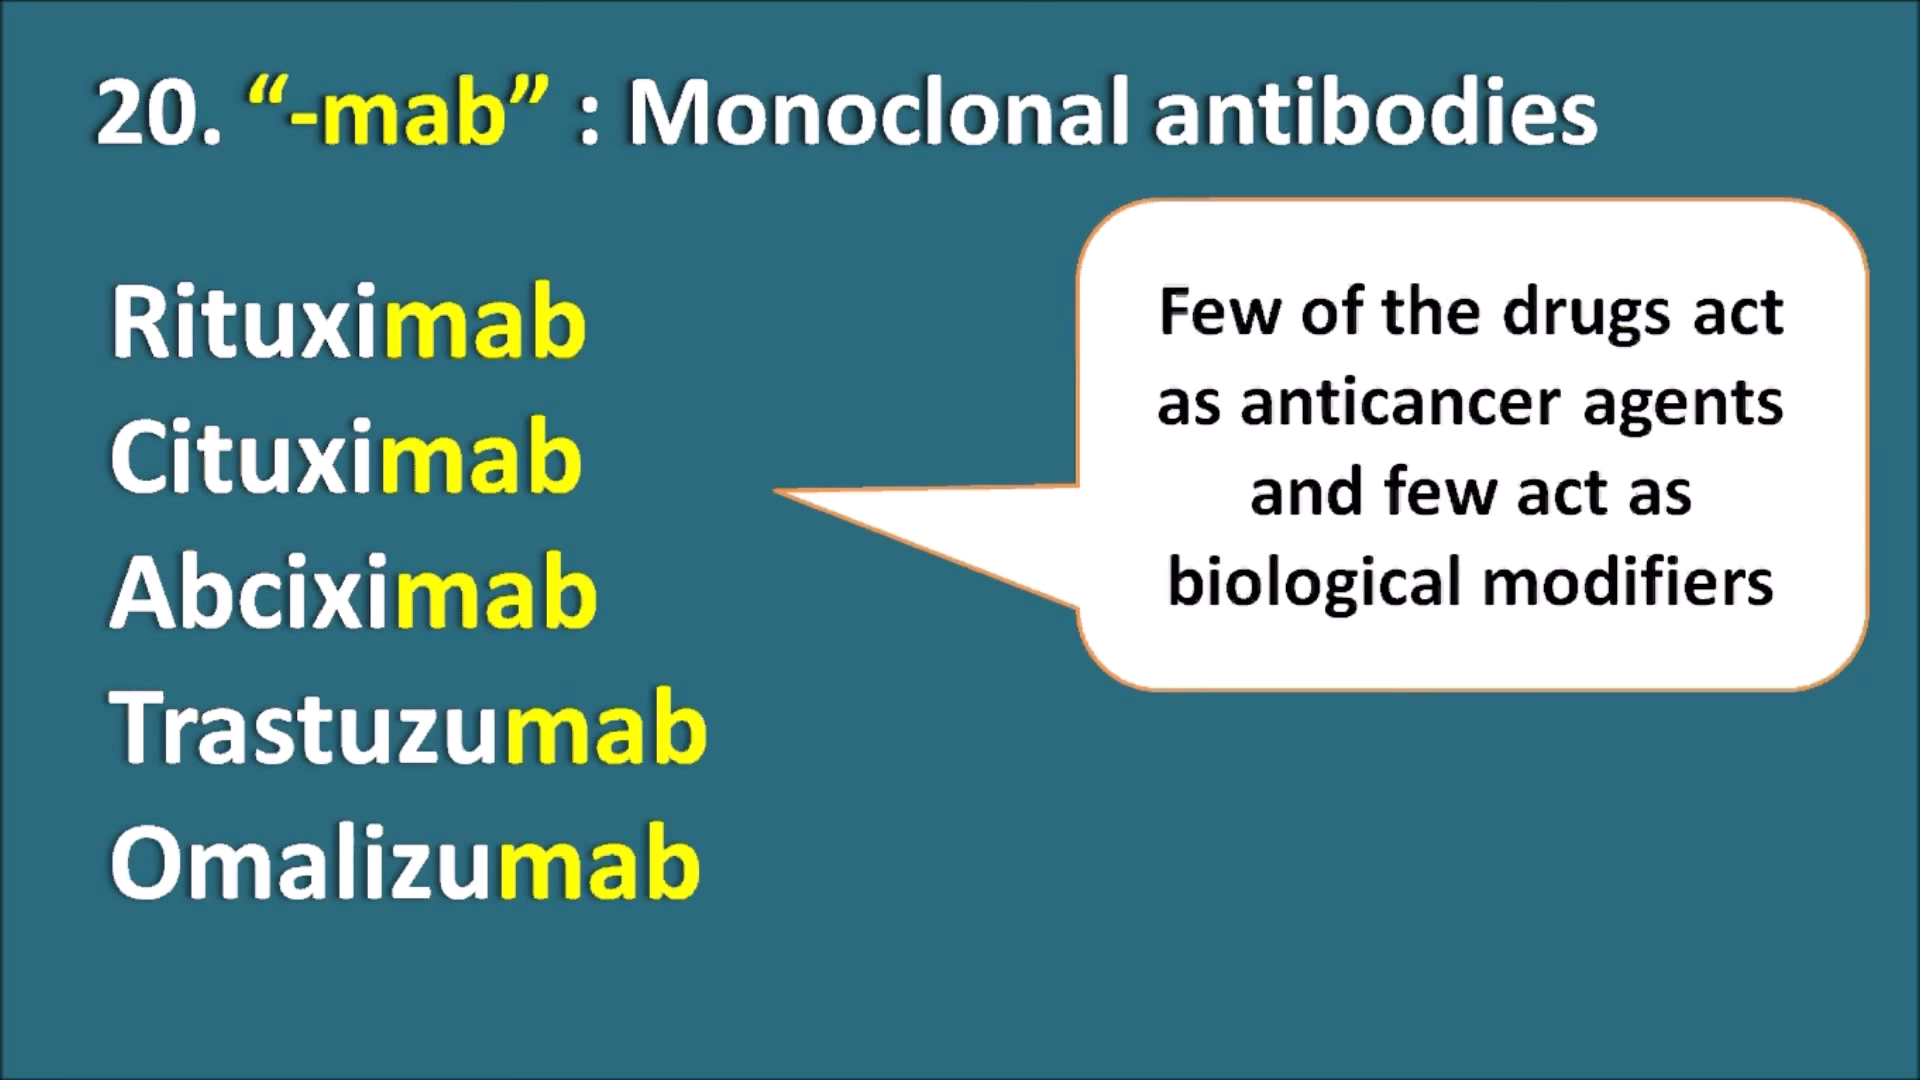 20. “-mab” : Monoclonal antibodies
Rituximab
Cituximab
Abciximab
Trastuzumab
Omalizumab
Few of the drugs act
as anticancer agents
and few act as
biological modifiers